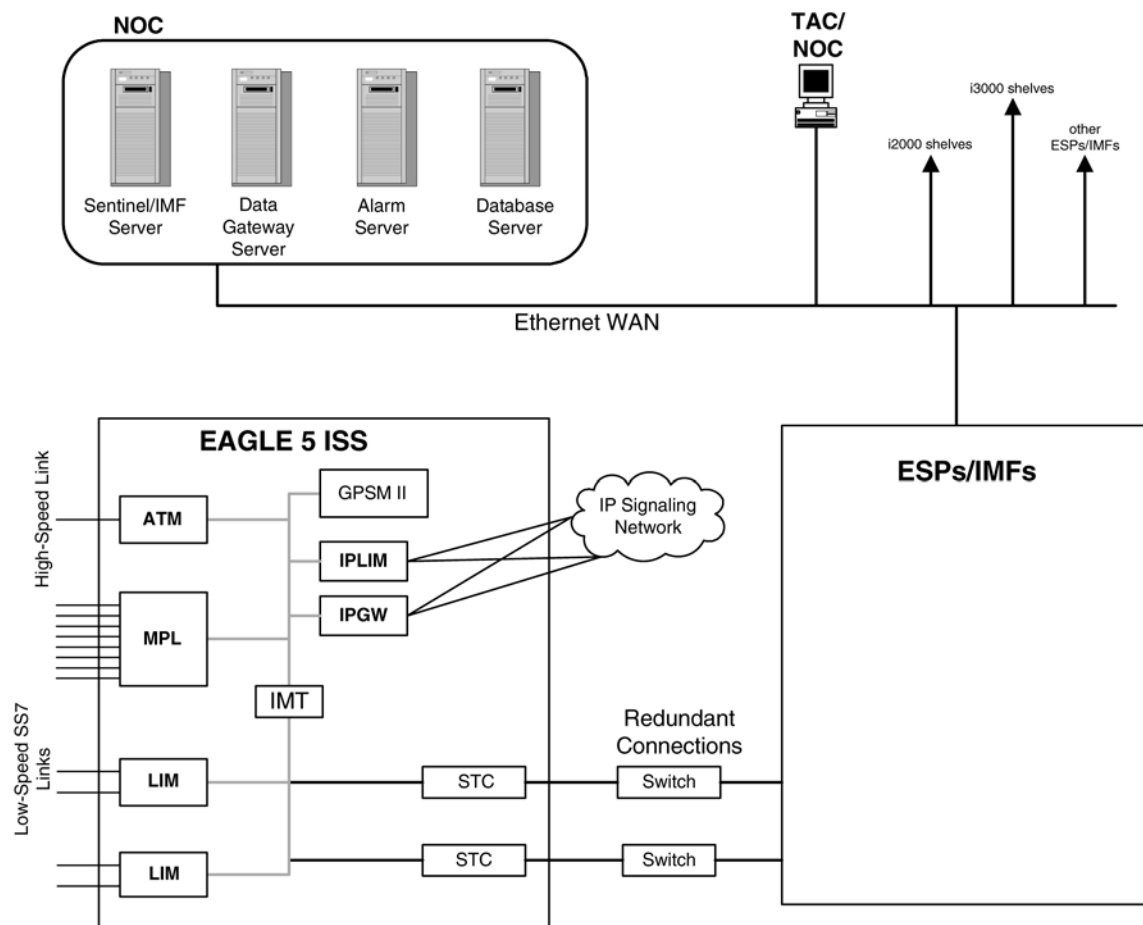 NOC
Sentinel/IMF
Server
Data
Gateway
Server
Alarm
Server
Database
Server
TAC/
NOC
i2000 shelves
i3000 shelves
other
ESPs/IMFs
Ethernet WAN
EAGLE 5 ISS
High-Speed Link
ATM
GPSM II
IPLIM
IPGW
MPL
IMT
Low-Speed SS7
Links
LIM
STC
LIM
STC
IP Signaling
Network
Redundant
Connections
Switch
Switch
ESPs/IMFs